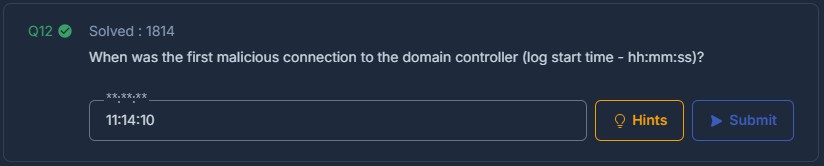 Q12 Solved : 1814
When was the first malicious connection to the domain controller (log start time - hh:mm:ss)?
**:**:**
11:14:10 Hints Submit